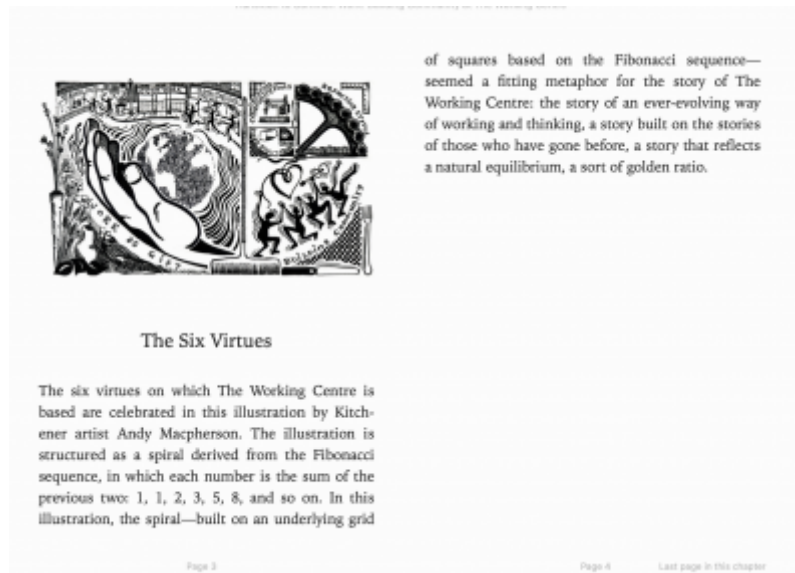 WORK AS GIFT
Building Community
The Six Virtues
The six virtues on which The Working Centre is
based are celebrated in this illustration by Kitch-
ener artist Andy Macpherson. The illustration is
structured as a spiral derived from the Fibonacci
sequence, in which each number is the sum of the
previous two: 1, 1, 2, 3, 5, 8, and so on. In this
illustration, the spiral—built on an underlying grid
Page 3
of squares based on the Fibonacci sequence—
seemed a fitting metaphor for the story of The
Working Centre: the story of an ever-evolving way
of working and thinking, a story built on the stories
of those who have gone before, a story that reflects
a natural equilibrium, a sort of golden ratio.
Page 4
Last page in this chapter